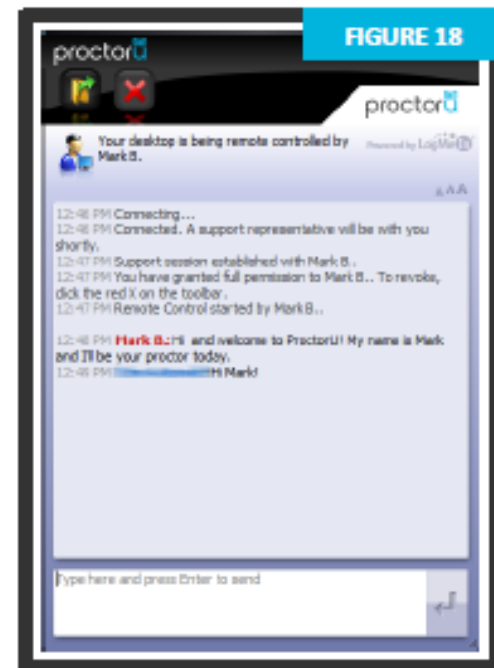 FIGURE 18
proctorU
proctorU
Your desktop is being remote controlled by
Mark B.
Powered by LogMeIn
A A A
12:46 PM Connecting...
12:46 PM Connected. A support representative will be with you
shortly.
12:47 PM Support session established with Mark B..
12:47 PM You have granted full permission to Mark B.. To revoke,
click the red X on the toolbar.
12:47 PM Remote Control started by Mark B..
12:48 PM Mark B.:Hi and welcome to ProctorU! My name is Mark
and I'll be your proctor today.
12:48 PM Hi Mark!
Type here and press Enter to send